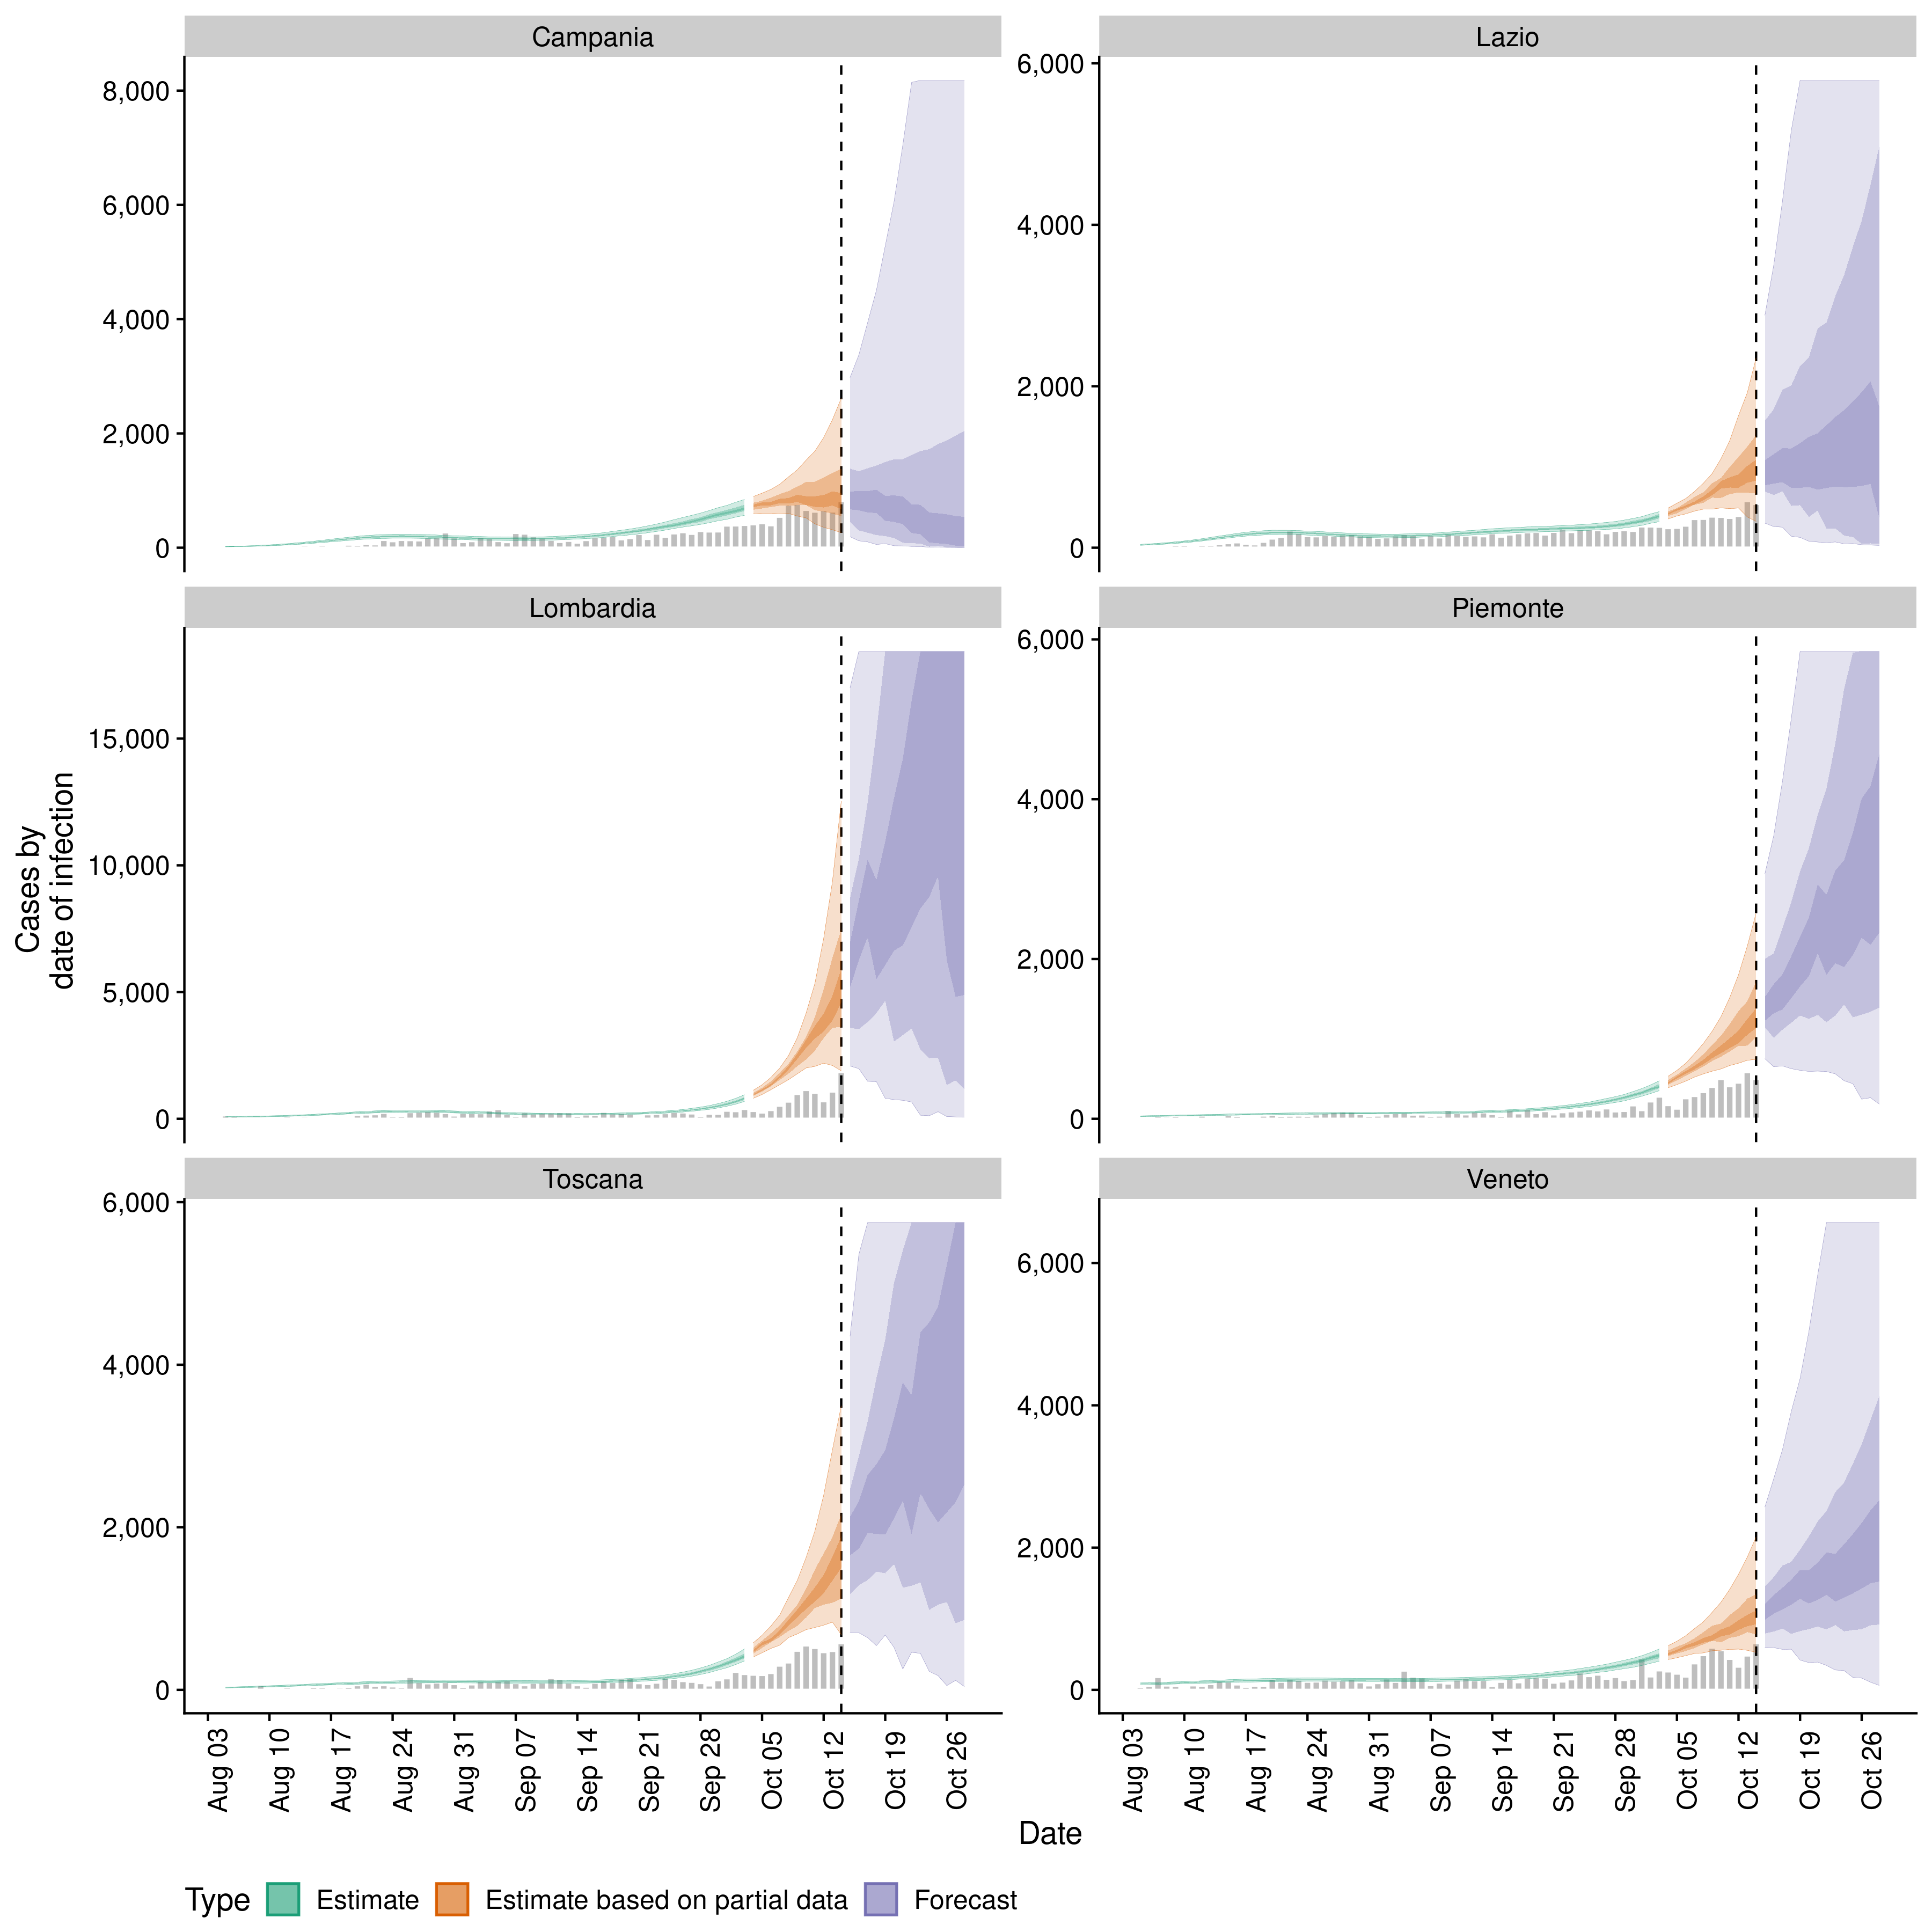 Campania
Lazio
8,000
6,000
4,000
2,000
0
6,000
4,000
2,000
0
Lombardia
Piemonte
15,000
10,000
5,000
0
6,000
4,000
2,000
0
Toscana
Veneto
6,000
4,000
2,000
0
6,000
4,000
2,000
0
Cases by
date of infection
Aug 03
Aug 10
Aug 17
Aug 24
Aug 31
Sep 07
Sep 14
Sep 21
Sep 28
Oct 05
Oct 12
Oct 19
Oct 26
Aug 03
Aug 10
Aug 17
Aug 24
Aug 31
Sep 07
Sep 14
Sep 21
Sep 28
Oct 05
Oct 12
Oct 19
Oct 26
Date
Type Estimate Estimate based on partial data Forecast